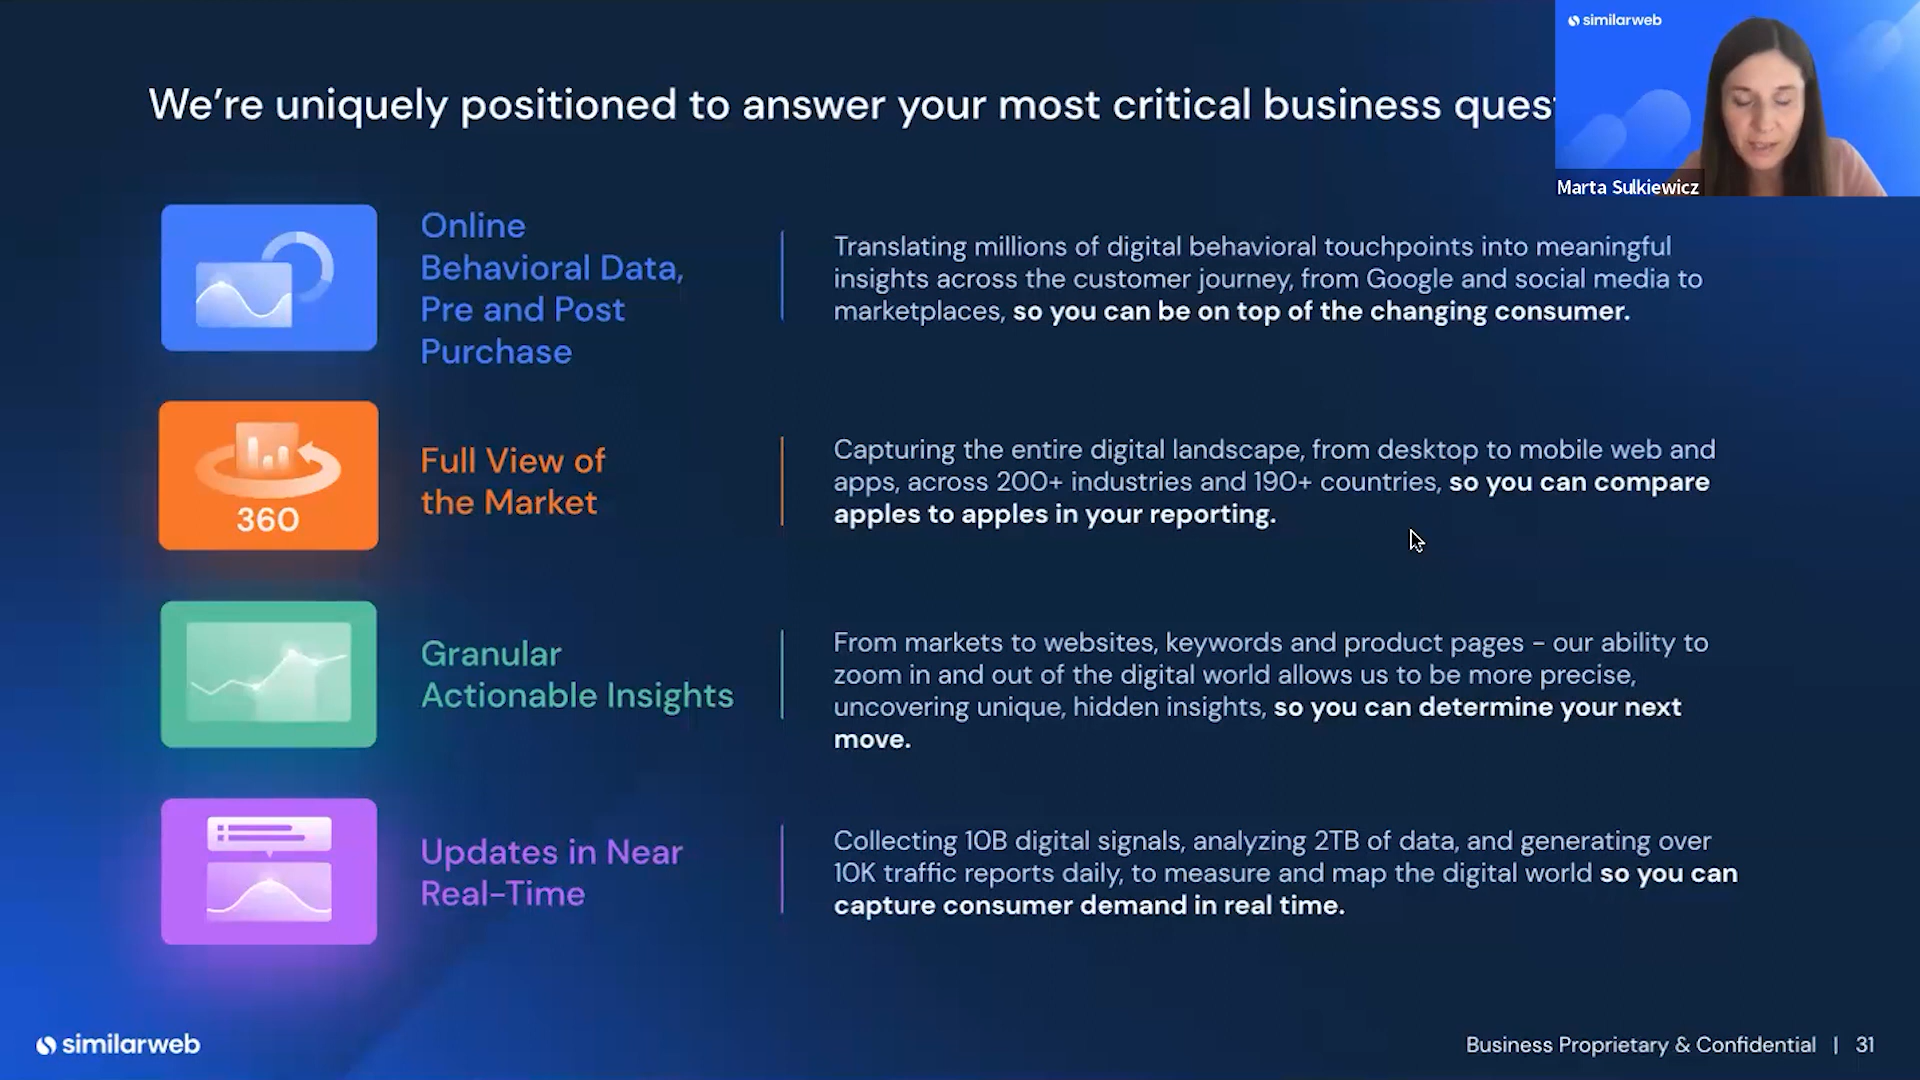 similarweb
We're uniquely positioned to answer your most critical business ques
Marta Sulkiewicz
Online
Behavioral Data,
Pre and Post
Purchase
Translating millions of digital behavioral touchpoints into meaningful
insights across the customer journey, from Google and social media to
marketplaces, so you can be on top of the changing consumer.
360
Full View of
the Market
Capturing the entire digital landscape, from desktop to mobile web and
apps, across 200+ industries and 190+ countries, so you can compare
apples to apples in your reporting.
Granular
Actionable Insights
From markets to websites, keywords and product pages - our ability to
zoom in and out of the digital world allows us to be more precise,
uncovering unique, hidden insights, so you can determine your next
move.
Updates in Near
Real-Time
Collecting 10B digital signals, analyzing 2TB of data, and generating over
10K traffic reports daily, to measure and map the digital world so you can
capture consumer demand in real time.
similarweb
Business Proprietary & Confidential | 31